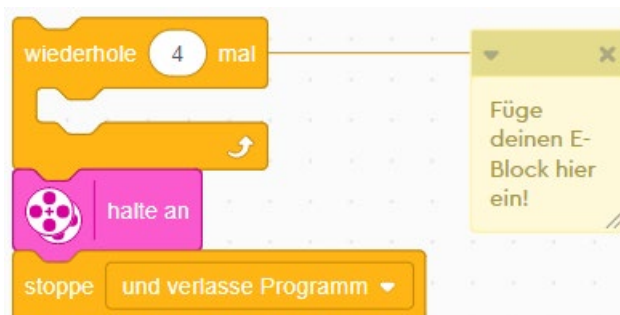 wiederhole 4 mal
Füge
deinen E-
Block hier
ein!
halte an
stoppe und verlasse Programm